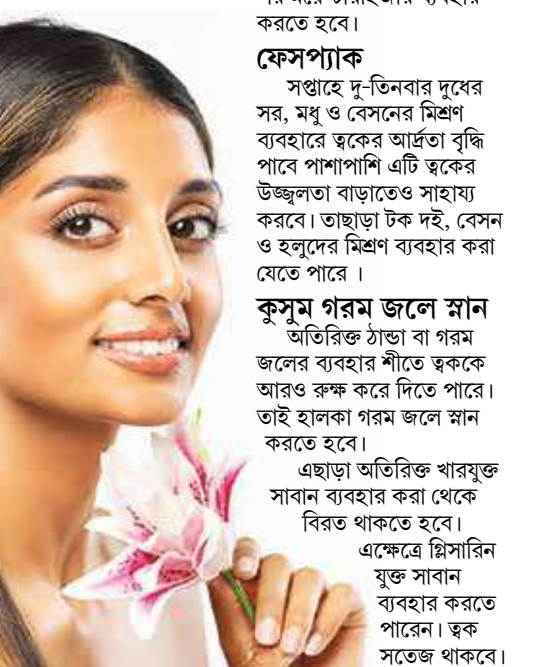 করতে হবে।
ফেসপ্যাক
সপ্তাহে দু-তিনবার দুধের
সর, মধু ও বেসনের মিশ্রণ
ব্যবহারে ত্বকের আর্দ্রতা বৃদ্ধি
পাবে পাশাপাশি এটি ত্বকের
উজ্জ্বলতা বাড়াতেও সাহায্য
করবে। তাছাড়া টক দই, বেসন
ও হলুদের মিশ্রণ ব্যবহার করা
যেতে পারে ।
কুসুম গরম জলে স্নান
অতিরিক্ত ঠান্ডা বা গরম
জলের ব্যবহার শীতে ত্বককে
আরও রুক্ষ করে দিতে পারে।
তাই হালকা গরম জলে স্নান
করতে হবে।
এছাড়া অতিরিক্ত খারযুক্ত
সাবান ব্যবহার করা থেকে
বিরত থাকতে হবে।
এক্ষেত্রে গ্লিসারিন
যুক্ত সাবান
ব্যবহার করতে
পারেন। ত্বক
সতেজ থাকবে।